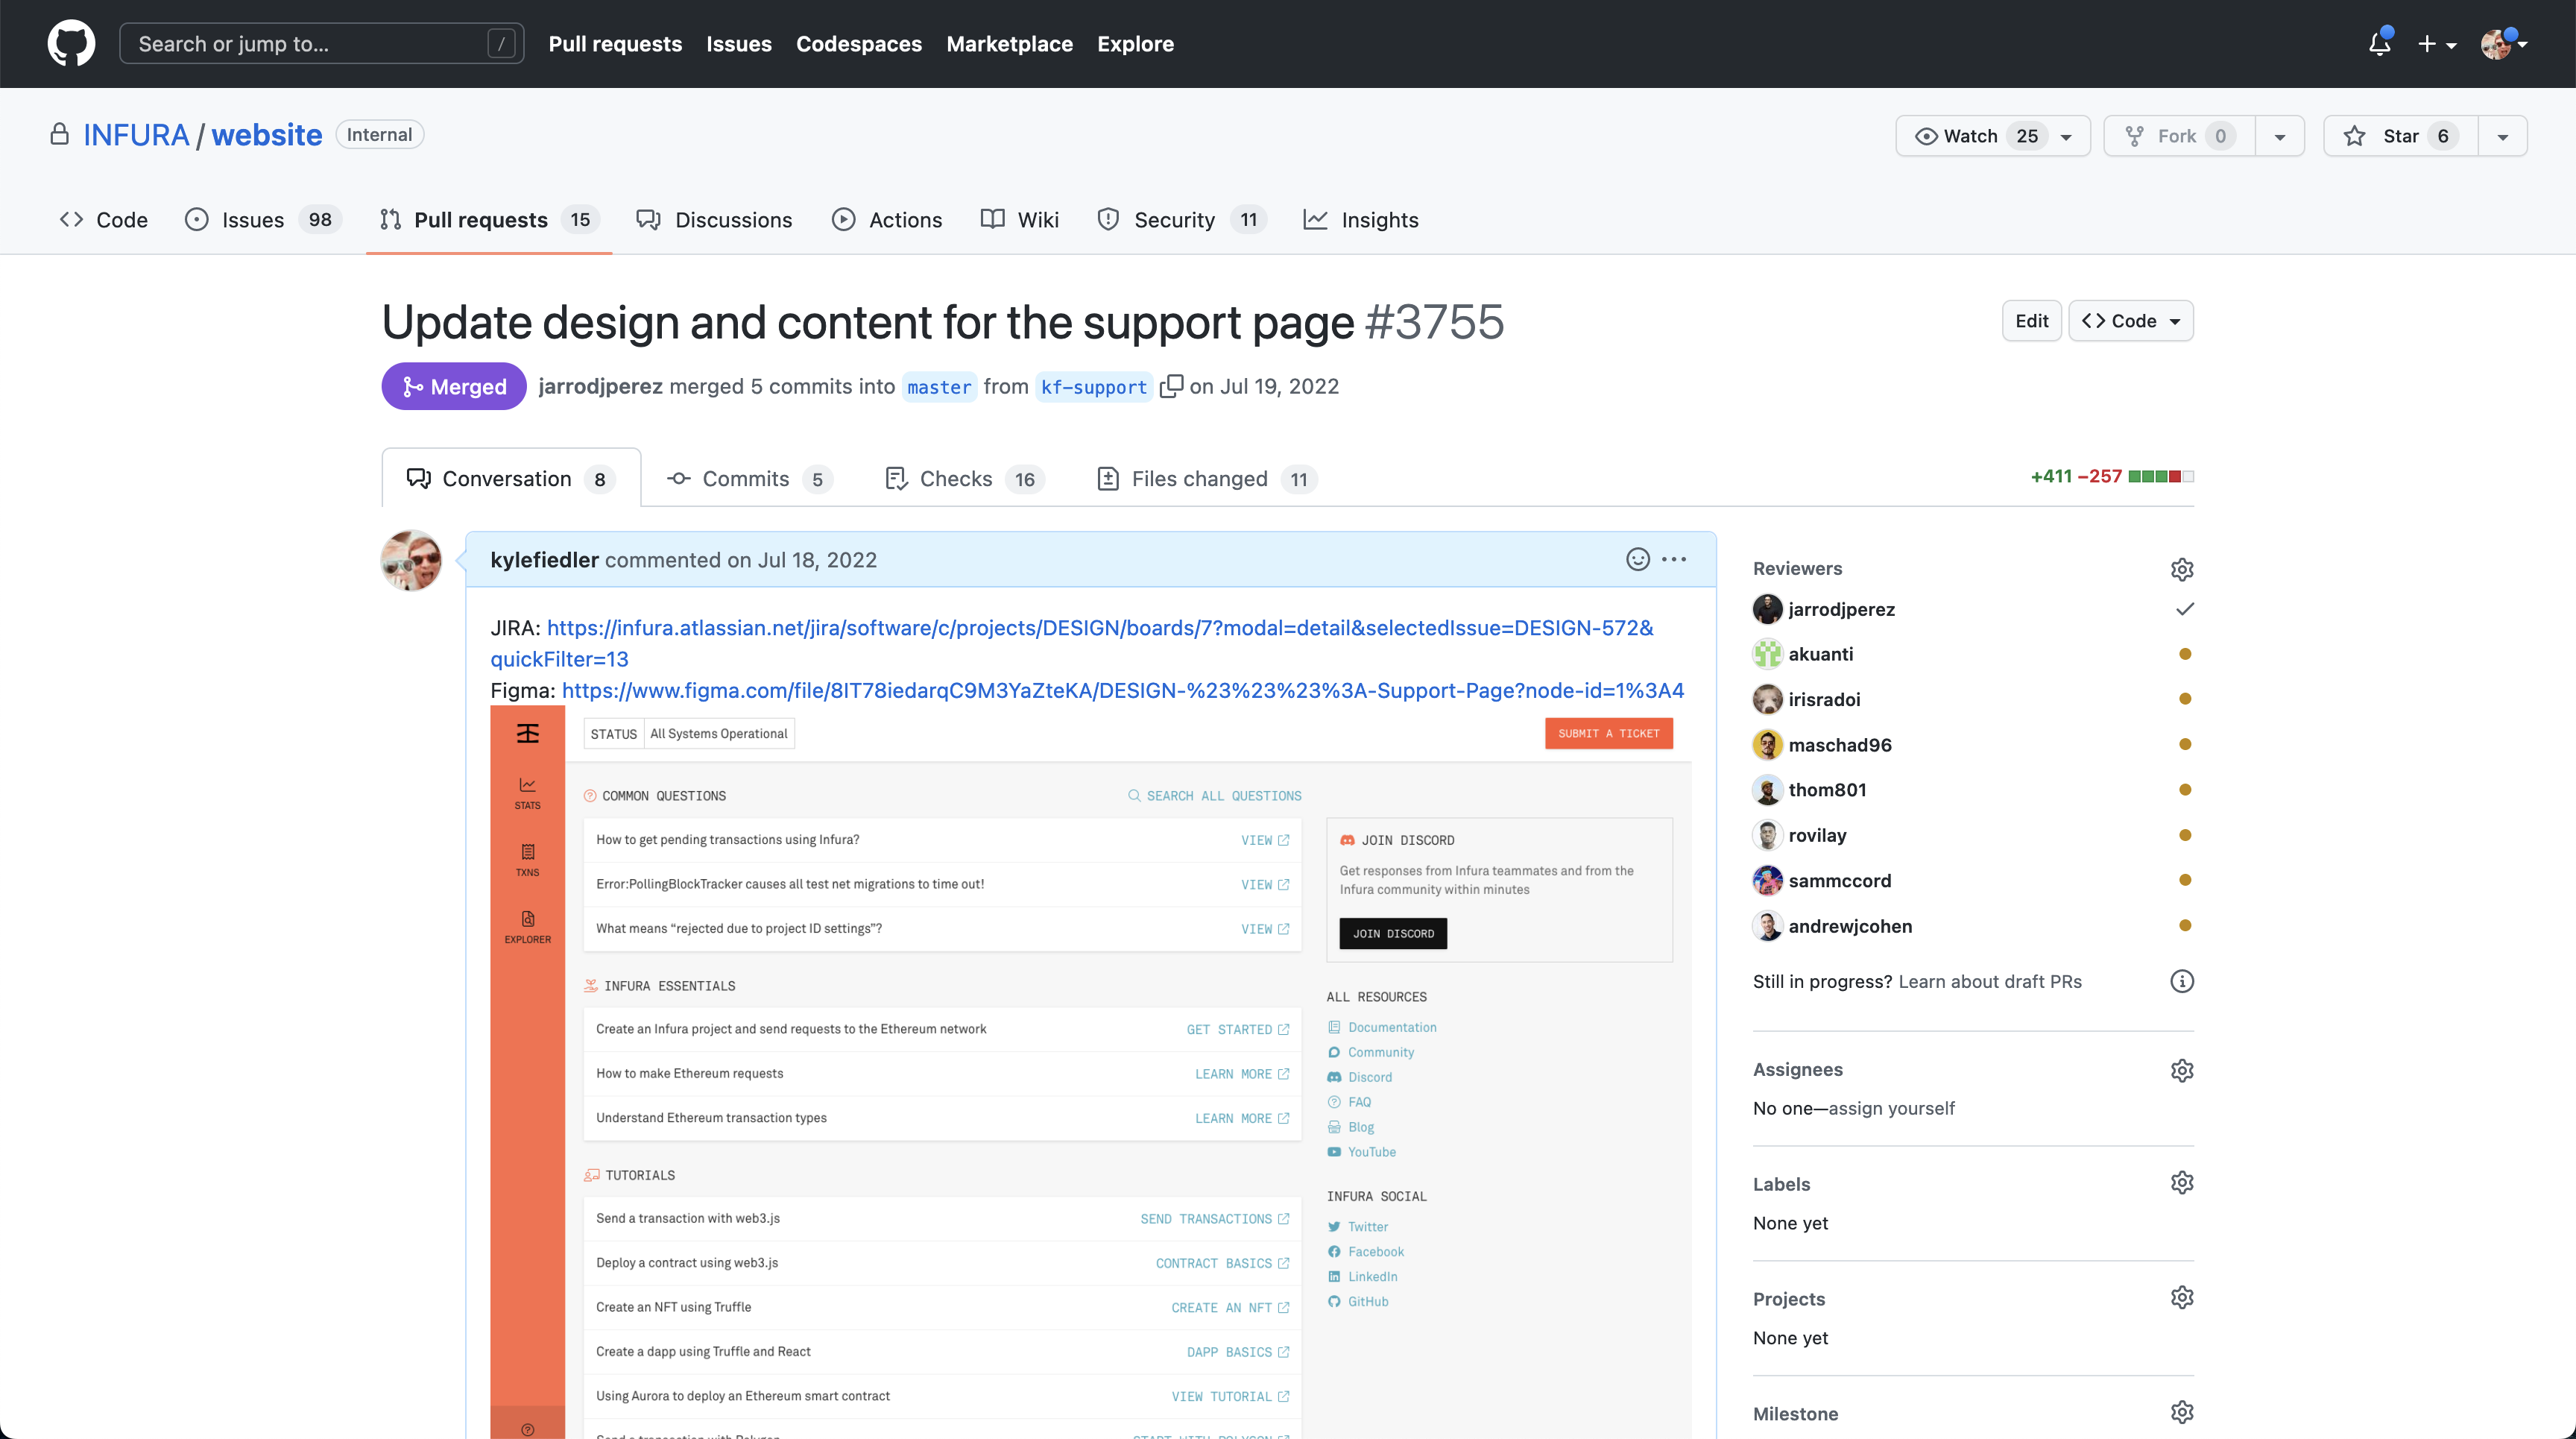 Search or jump to... /
Pull requests Issues Codespaces Marketplace Explore
INFURA / website Internal
Watch 25 Fork 0 Star 6
Code Issues 98 Pull requests 15 Discussions Actions Wiki Security 11 Insights
Update design and content for the support page #3755
Edit Code
Merged jarrodjperez merged 5 commits into master from kf-support on Jul 19, 2022
Conversation 8 Commits 5 Checks 16 Files changed 11
+411 −257
kylefiedler commented on Jul 18, 2022
JIRA: https://infura.atlassian.net/jira/software/c/projects/DESIGN/boards/7?modal=detail&selectedIssue=DESIGN-572&
quickFilter=13
Figma: https://www.figma.com/file/8IT78iedarqC9M3YaZteKA/DESIGN-%23%23%23%3A-Support-Page?node-id=1%3A4
STATS
TXNS
EXPLORER
STATUS All Systems Operational
SUBMIT A TICKET
COMMON QUESTIONS
SEARCH ALL QUESTIONS
How to get pending transactions using Infura? VIEW
Error:PollingBlockTracker causes all test net migrations to time out! VIEW
What means “rejected due to project ID settings”? VIEW
INFURA ESSENTIALS
Create an Infura project and send requests to the Ethereum network GET STARTED
How to make Ethereum requests LEARN MORE
Understand Ethereum transaction types LEARN MORE
TUTORIALS
Send a transaction with web3.js SEND TRANSACTIONS
Deploy a contract using web3.js CONTRACT BASICS
Create an NFT using Truffle CREATE AN NFT
Create a dapp using Truffle and React DAPP BASICS
Using Aurora to deploy an Ethereum smart contract VIEW TUTORIAL
Send a transaction with Polygon START WITH POLYGON
JOIN DISCORD
Get responses from Infura teammates and from the
Infura community within minutes
JOIN DISCORD
ALL RESOURCES
Documentation
Community
Discord
FAQ
Blog
YouTube
INFURA SOCIAL
Twitter
Facebook
LinkedIn
GitHub
Reviewers
jarrodjperez
akuanti
irisradoi
maschad96
thom801
rovilay
sammccord
andrewjcohen
Still in progress? Learn about draft PRs
Assignees
No one—assign yourself
Labels
None yet
Projects
None yet
Milestone